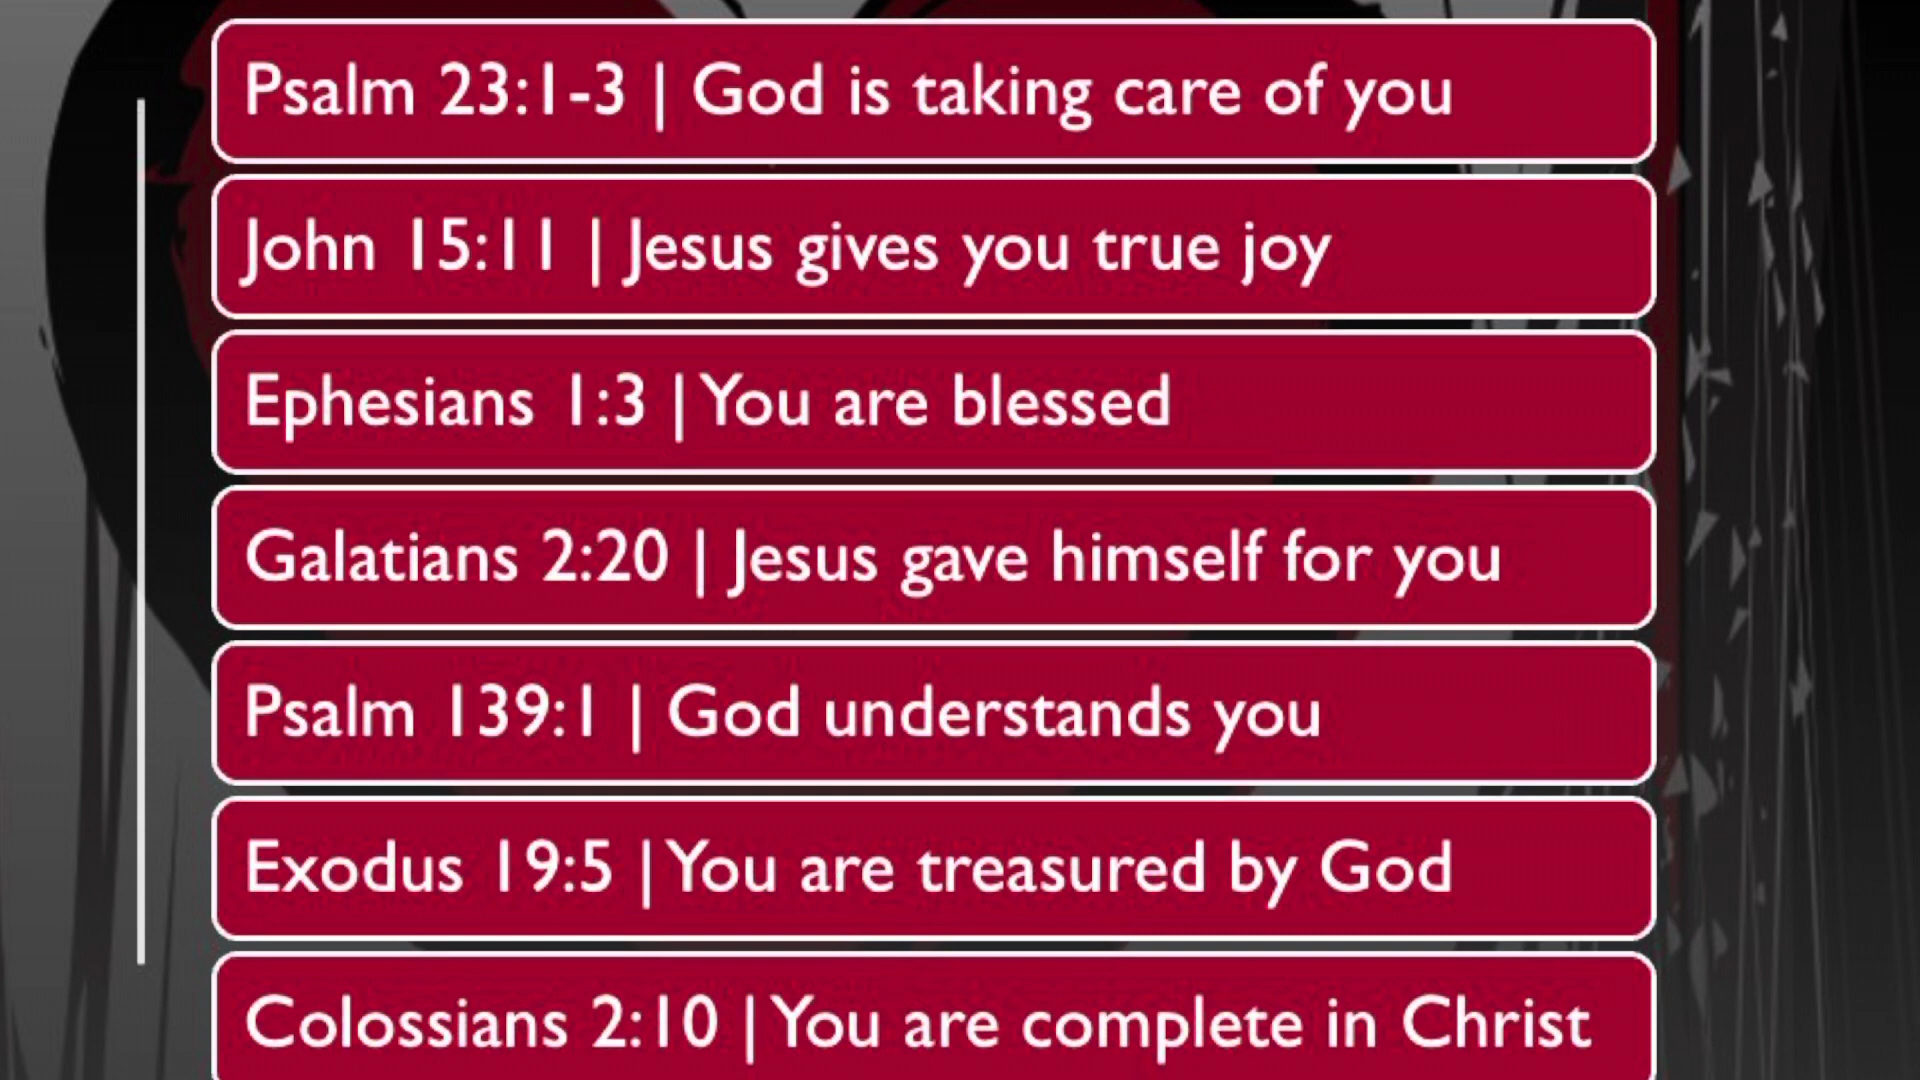 Psalm 23:1-3 | God is taking care of you
John 15:11 | Jesus gives you true joy
Ephesians 1:3 | You are blessed
Galatians 2:20 | Jesus gave himself for you
Psalm 139:1 | God understands you
Exodus 19:5 | You are treasured by God
Colossians 2:10 | You are complete in Christ